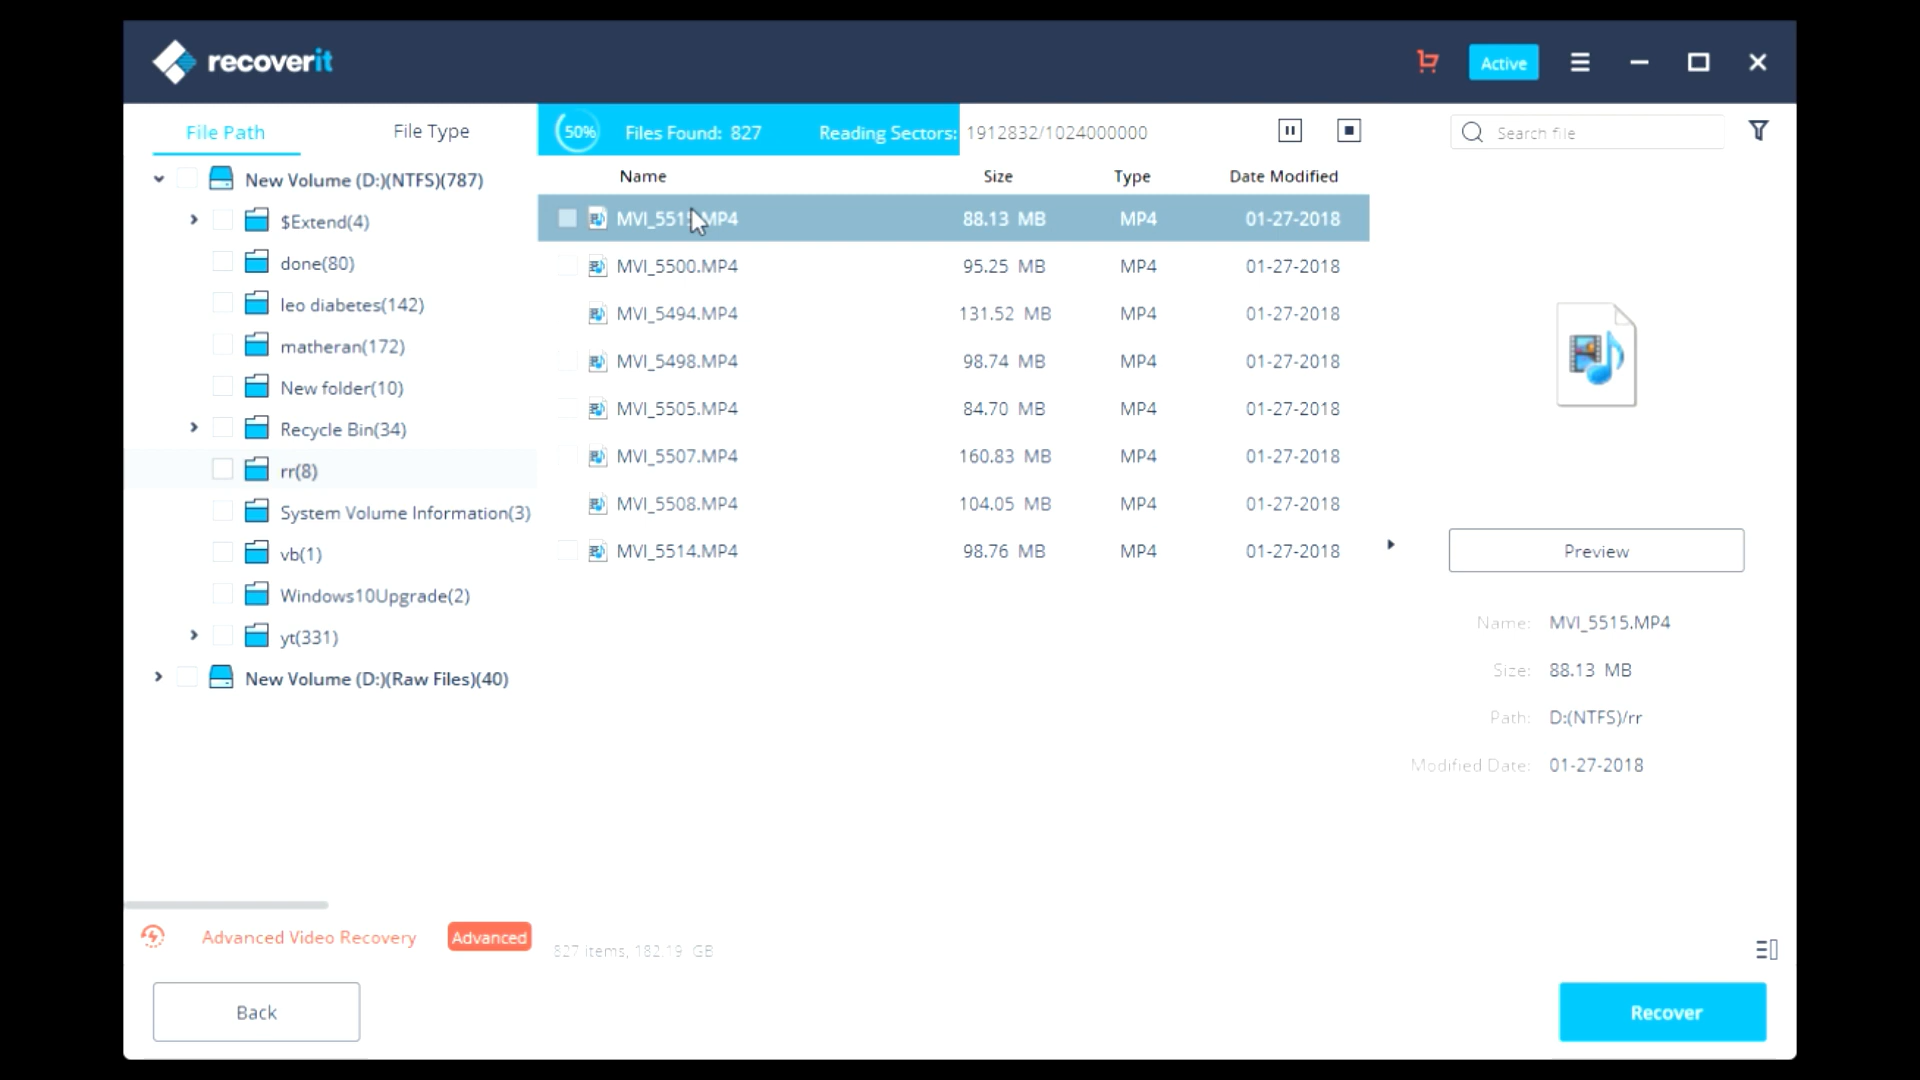 recoverit
Active
File Path
File Type
50%
Files Found: 827
Reading Sectors: 1912832/1024000000
Search file
Name Size Type Date Modified
New Volume (D:)(NTFS)(787)
$Extend(4)
done(80)
leo diabetes(142)
matheran(172)
New folder(10)
Recycle Bin(34)
rr(8)
System Volume Information(3)
vb(1)
Windows10Upgrade(2)
yt(331)
New Volume (D:)(Raw Files)(40)
MVI_5515.MP4 88.13 MB MP4 01-27-2018
MVI_5500.MP4 95.25 MB MP4 01-27-2018
MVI_5494.MP4 131.52 MB MP4 01-27-2018
MVI_5498.MP4 98.74 MB MP4 01-27-2018
MVI_5505.MP4 84.70 MB MP4 01-27-2018
MVI_5507.MP4 160.83 MB MP4 01-27-2018
MVI_5508.MP4 104.05 MB MP4 01-27-2018
MVI_5514.MP4 98.76 MB MP4 01-27-2018
Preview
Name: MVI_5515.MP4
Size: 88.13 MB
Path: D:(NTFS)/rr
Modified Date: 01-27-2018
Advanced Video Recovery
Advanced
827 items, 182.19 GB
Back
Recover